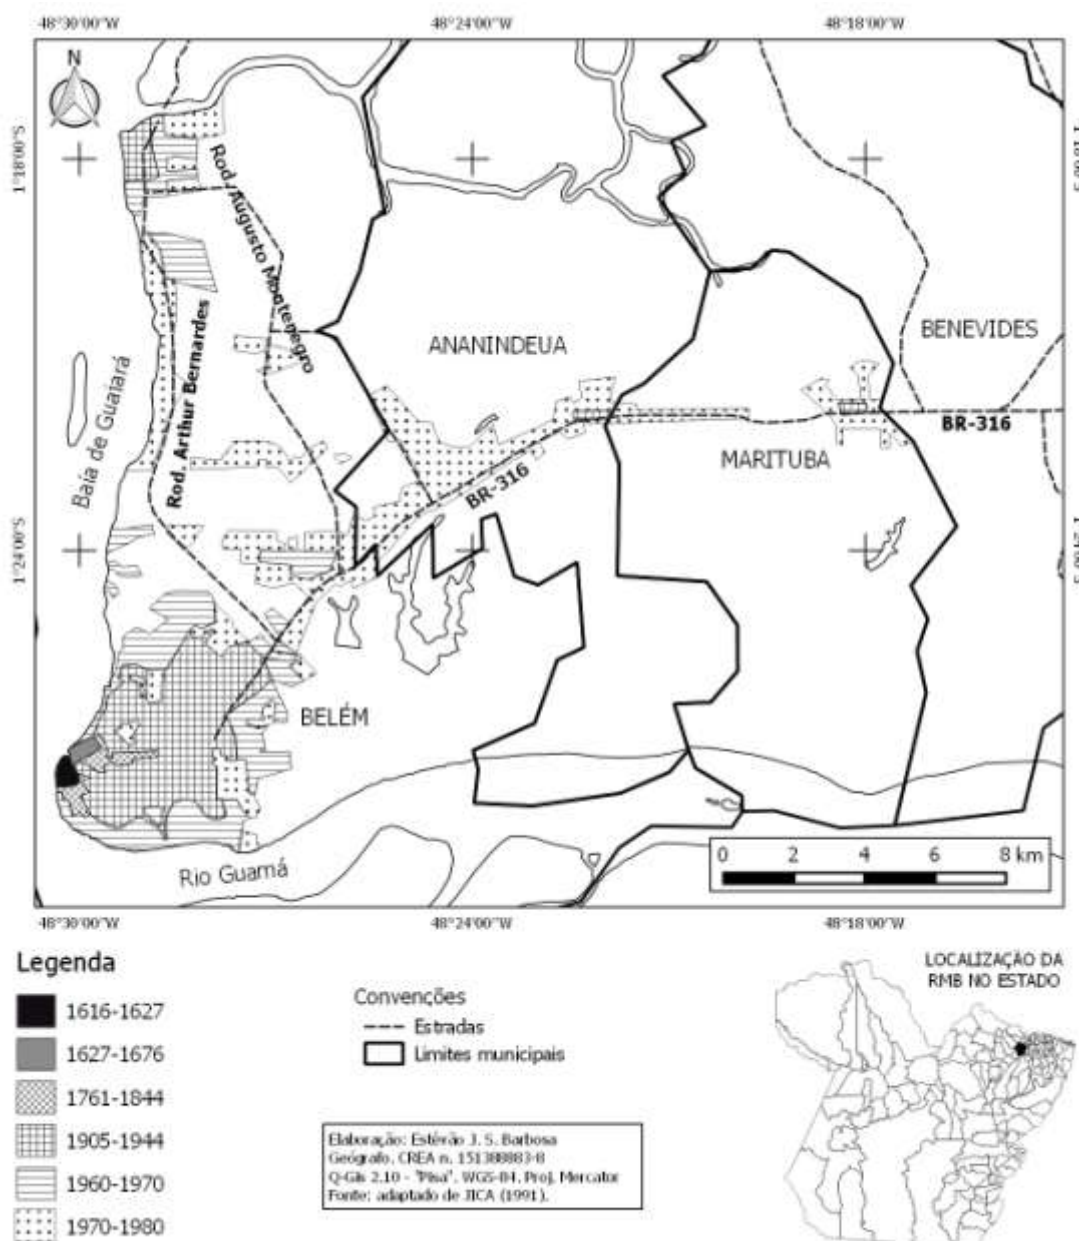 48°30'00"W
48°24'00"W
48°18'00"W
N
1°18'00"S
Rod. Augusto Montenegro
ANANINDEUA
BENEVIDES
Rod. Arthur Bernardes
Baía de Guajará
BR-316
MARITUBA
BR-316
1°24'00"S
BELÉM
Rio Guamá
0 2 4 6 8 km
48°30'00"W
48°24'00"W
48°18'00"W
Legenda
1616-1627
1627-1676
1761-1844
1905-1944
1960-1970
1970-1980
Convenções
Estradas
Limites municipais
Elaboração: Estêvão J. S. Barbosa
Geógrafo, CREA n. 151388883-8
Q-Gis 2.10 - "Pisa". WGS-84. Proj. Mercator
Fonte: adaptado de JICA (1991).
LOCALIZAÇÃO DA
RMB NO ESTADO